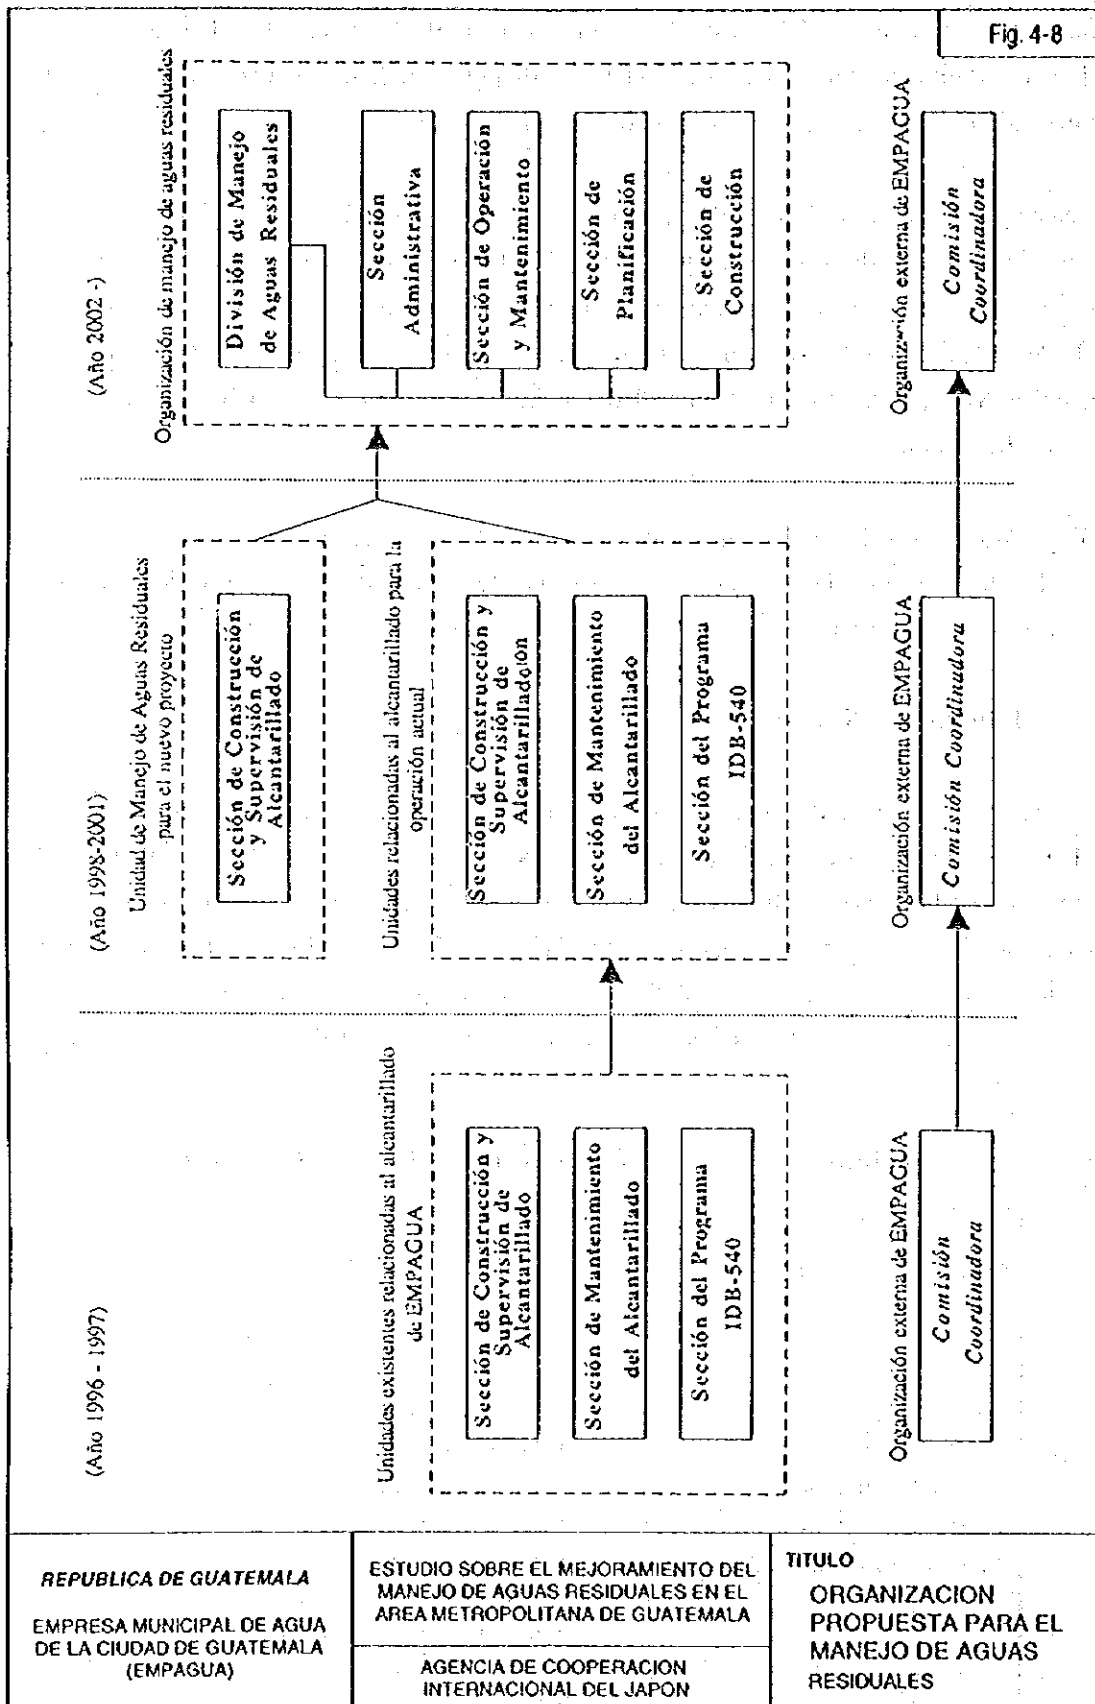 Fig. 4-8
(Año 1996 - 1997)
Unidades existentes relacionadas al alcantarillado
de EMPAGUA
Sección de Construcción y
Supervisión de
Alcantarillado
Sección de Mantenimiento
del Alcantarillado
Sección del Programa
IDB-540
Organización externa de EMPAGUA
Comisión
Coordinadora
(Año 1998-2001)
Unidad de Manejo de Aguas Residuales
para el nuevo proyecto
Sección de Construcción
y Supervisión de
Alcantarillado
Unidades relacionadas al alcantarillado para la
operación actual
Sección de Construcción y
Supervisión de
Alcantarilladoión
Sección de Mantenimiento
del Alcantarillado
Sección del Programa
IDB-540
Organización externa de EMPAGUA
Comisión Coordinadora
(Año 2002 -)
Organización de manejo de aguas residuales
División de Manejo
de Aguas Residuales
Sección
Administrativa
Sección de Operación
y Mantenimiento
Sección de
Planificación
Sección de
Construcción
Organización externa de EMPAGUA
Comisión
Coordinadora
REPUBLICA DE GUATEMALA
EMPRESA MUNICIPAL DE AGUA
DE LA CIUDAD DE GUATEMALA
(EMPAGUA)
ESTUDIO SOBRE EL MEJORAMIENTO DEL
MANEJO DE AGUAS RESIDUALES EN EL
AREA METROPOLITANA DE GUATEMALA
AGENCIA DE COOPERACION
INTERNACIONAL DEL JAPON
TITULO
ORGANIZACION
PROPUESTA PARA EL
MANEJO DE AGUAS
RESIDUALES